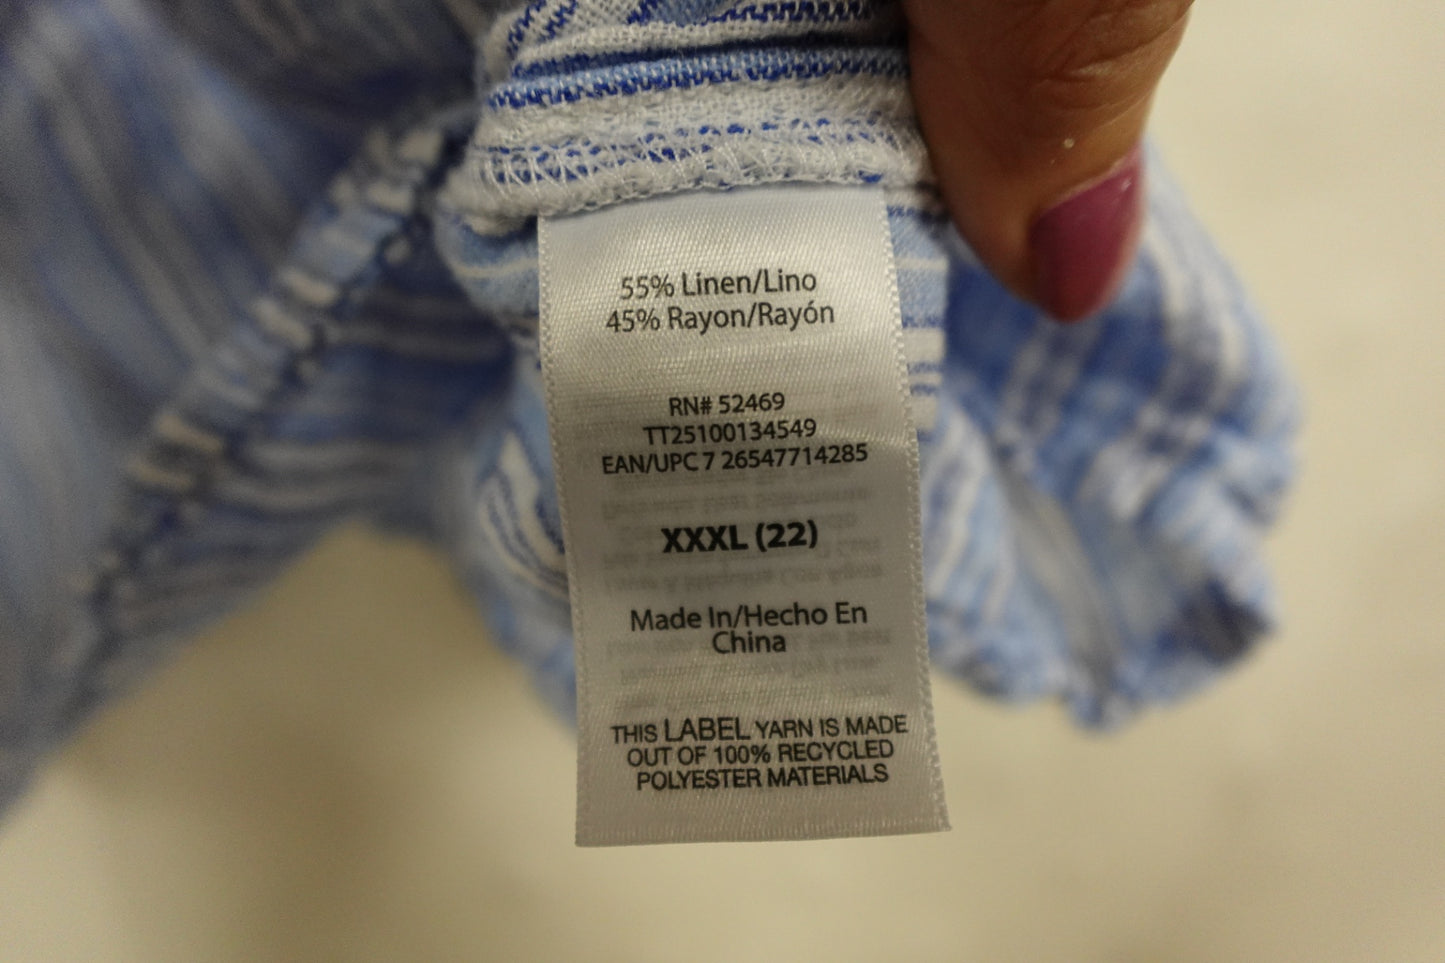 55% Linen/Lino
45% Rayon/Rayón
RN# 52469
TT25100134549
EAN/UPC 7 26547714285
XXXL (22)
Made In/Hecho En
China
THIS LABEL YARN IS MADE
OUT OF 100% RECYCLED
POLYESTER MATERIALS